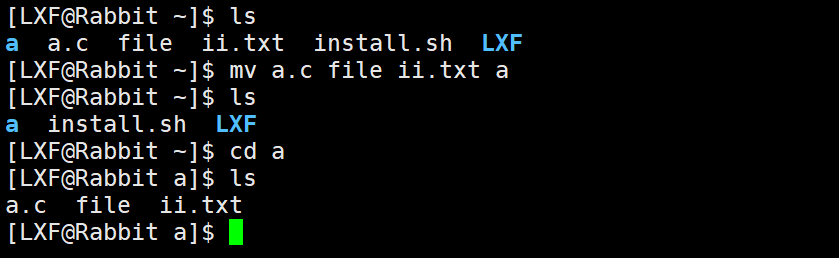 [LXF@Rabbit ~]$ ls
a  a.c  file  ii.txt  install.sh  LXF
[LXF@Rabbit ~]$ mv a.c file ii.txt a
[LXF@Rabbit ~]$ ls
a  install.sh  LXF
[LXF@Rabbit ~]$ cd a
[LXF@Rabbit a]$ ls
a.c  file  ii.txt
[LXF@Rabbit a]$